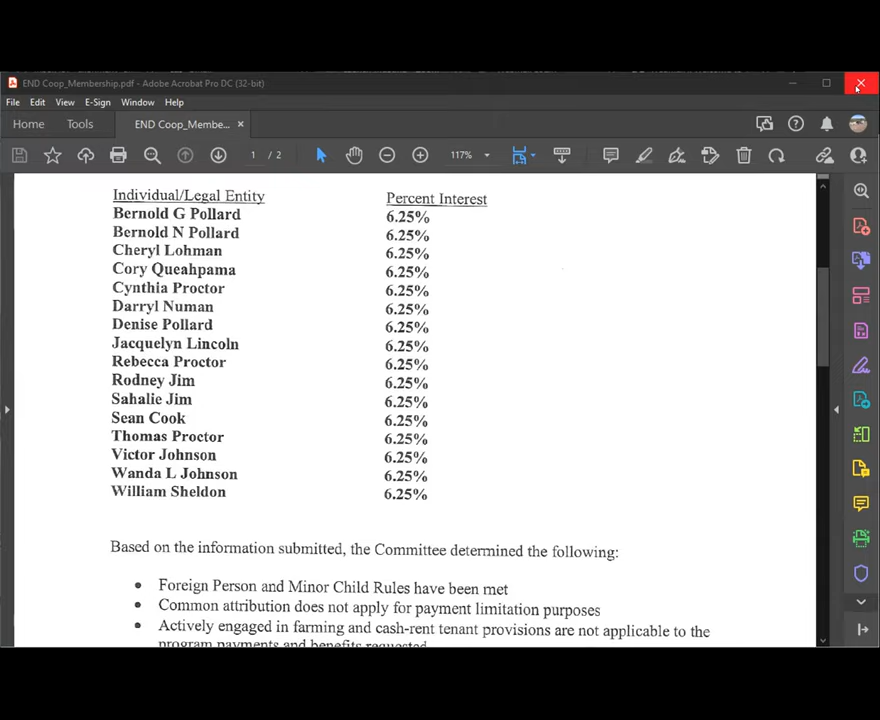 END Coop_Membership.pdf - Adobe Acrobat Pro DC (32-bit)
File Edit View E-Sign Window Help
Home Tools END Coop_Membe... ×
1 / 2 117%
Individual/Legal Entity Percent Interest
Bernold G Pollard 6.25%
Bernold N Pollard 6.25%
Cheryl Lohman 6.25%
Cory Queahpama 6.25%
Cynthia Proctor 6.25%
Darryl Numan 6.25%
Denise Pollard 6.25%
Jacquelyn Lincoln 6.25%
Rebecca Proctor 6.25%
Rodney Jim 6.25%
Sahalie Jim 6.25%
Sean Cook 6.25%
Thomas Proctor 6.25%
Victor Johnson 6.25%
Wanda L Johnson 6.25%
William Sheldon 6.25%
Based on the information submitted, the Committee determined the following:
• Foreign Person and Minor Child Rules have been met
• Common attribution does not apply for payment limitation purposes
• Actively engaged in farming and cash-rent tenant provisions are not applicable to the
program payments and benefits requested